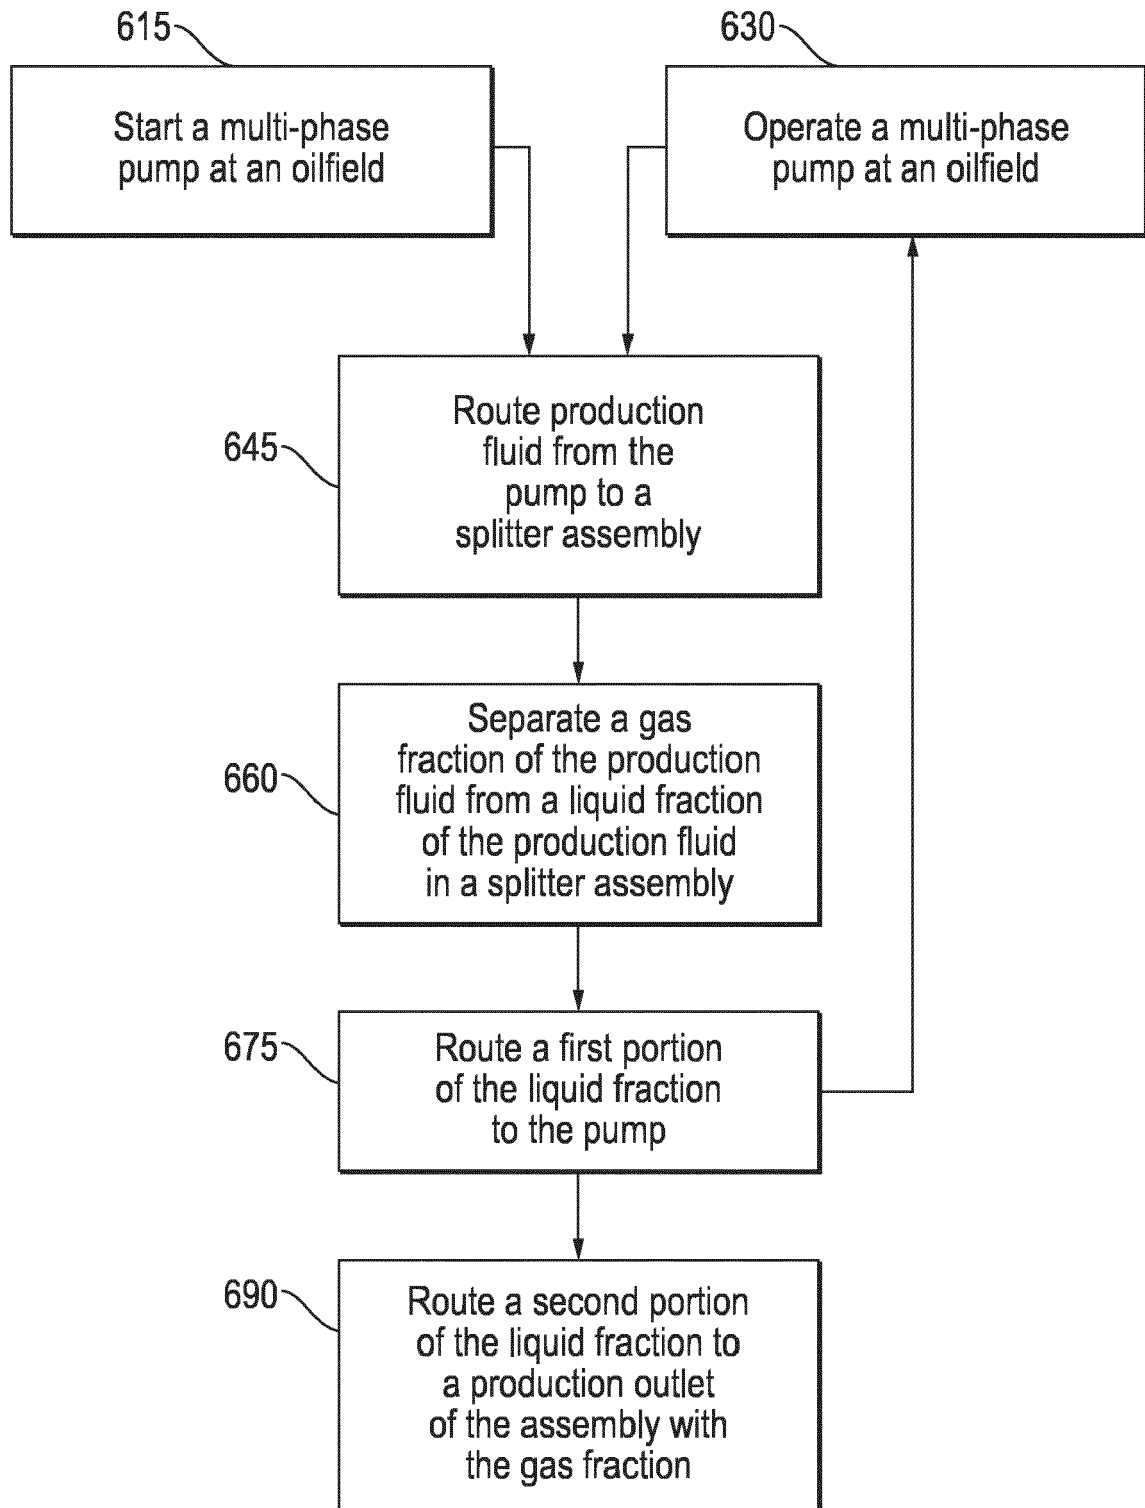 615
630
Start a multi-phase
pump at an oilfield
Operate a multi-phase
pump at an oilfield
645
Route production
fluid from the
pump to a
splitter assembly
660
Separate a gas
fraction of the production
fluid from a liquid fraction
of the production fluid
in a splitter assembly
675
Route a first portion
of the liquid fraction
to the pump
690
Route a second portion
of the liquid fraction to
a production outlet
of the assembly with
the gas fraction